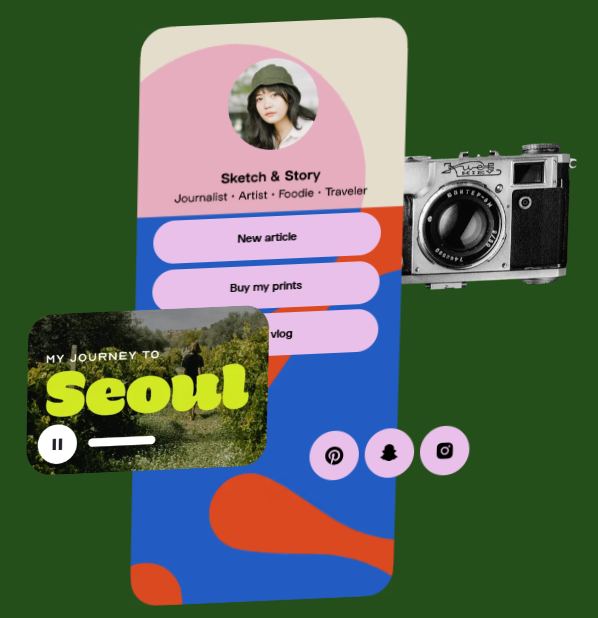 Sketch & Story
Journalist • Artist • Foodie • Traveler
New article
Buy my prints
vlog
MY JOURNEY TO
Seoul